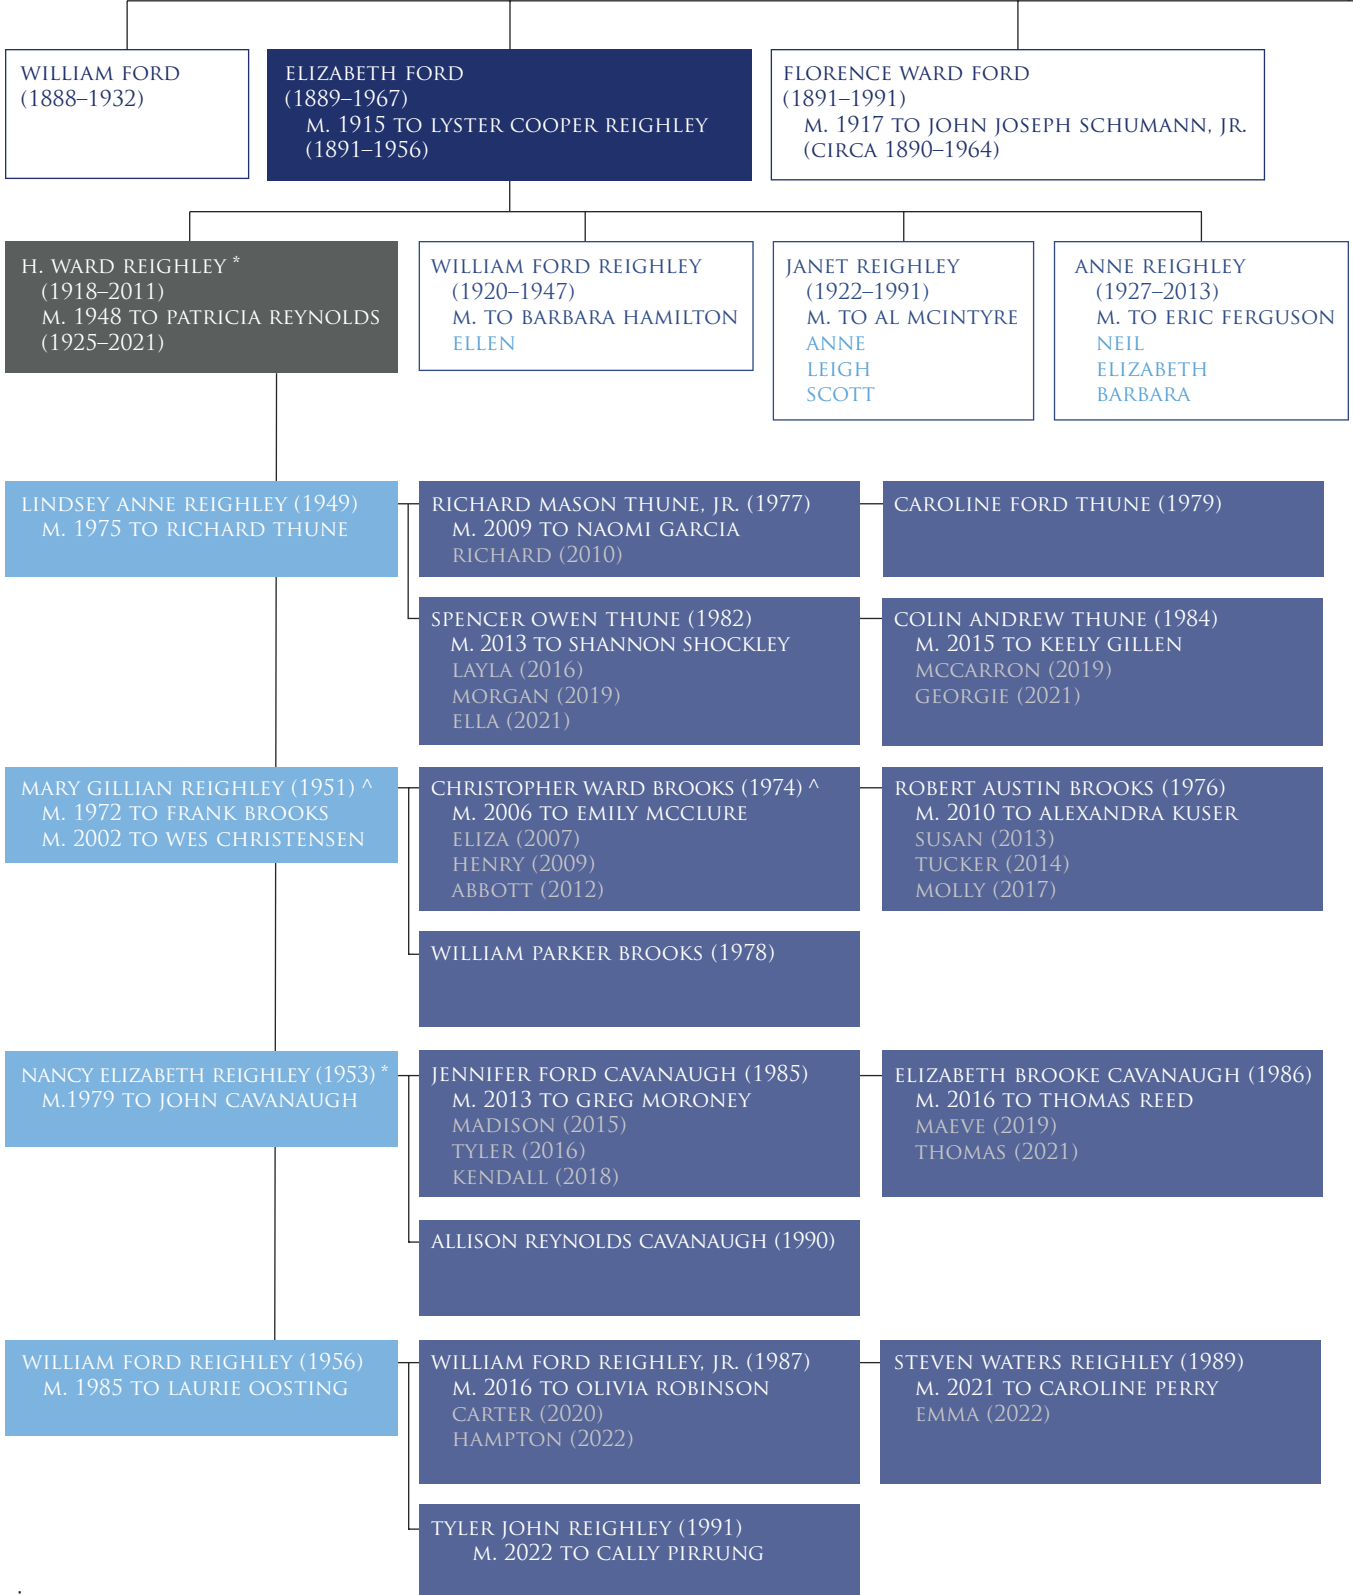 WILLIAM FORD
(1888–1932)
ELIZABETH FORD
(1889–1967)
M. 1915 TO LYSTER COOPER REIGHLEY
(1891–1956)
FLORENCE WARD FORD
(1891–1991)
M. 1917 TO JOHN JOSEPH SCHUMANN, JR.
(CIRCA 1890–1964)
H. WARD REIGHLEY *
(1918–2011)
M. 1948 TO PATRICIA REYNOLDS
(1925–2021)
WILLIAM FORD REIGHLEY
(1920–1947)
M. TO BARBARA HAMILTON
ELLEN
JANET REIGHLEY
(1922–1991)
M. TO AL MCINTYRE
ANNE
LEIGH
SCOTT
ANNE REIGHLEY
(1927–2013)
M. TO ERIC FERGUSON
NEIL
ELIZABETH
BARBARA
LINDSEY ANNE REIGHLEY (1949)
M. 1975 TO RICHARD THUNE
RICHARD MASON THUNE, JR. (1977)
M. 2009 TO NAOMI GARCIA
RICHARD (2010)
CAROLINE FORD THUNE (1979)
SPENCER OWEN THUNE (1982)
M. 2013 TO SHANNON SHOCKLEY
LAYLA (2016)
MORGAN (2019)
ELLA (2021)
COLIN ANDREW THUNE (1984)
M. 2015 TO KEELY GILLEN
MCCARRON (2019)
GEORGIE (2021)
MARY GILLIAN REIGHLEY (1951) ^
M. 1972 TO FRANK BROOKS
M. 2002 TO WES CHRISTENSEN
CHRISTOPHER WARD BROOKS (1974) ^
M. 2006 TO EMILY MCCLURE
ELIZA (2007)
HENRY (2009)
ABBOTT (2012)
ROBERT AUSTIN BROOKS (1976)
M. 2010 TO ALEXANDRA KUSER
SUSAN (2013)
TUCKER (2014)
MOLLY (2017)
WILLIAM PARKER BROOKS (1978)
NANCY ELIZABETH REIGHLEY (1953) *
M.1979 TO JOHN CAVANAUGH
JENNIFER FORD CAVANAUGH (1985)
M. 2013 TO GREG MORONEY
MADISON (2015)
TYLER (2016)
KENDALL (2018)
ELIZABETH BROOKE CAVANAUGH (1986)
M. 2016 TO THOMAS REED
MAEVE (2019)
THOMAS (2021)
ALLISON REYNOLDS CAVANAUGH (1990)
WILLIAM FORD REIGHLEY (1956)
M. 1985 TO LAURIE OOSTING
WILLIAM FORD REIGHLEY, JR. (1987)
M. 2016 TO OLIVIA ROBINSON
CARTER (2020)
HAMPTON (2022)
STEVEN WATERS REIGHLEY (1989)
M. 2021 TO CAROLINE PERRY
EMMA (2022)
TYLER JOHN REIGHLEY (1991)
M. 2022 TO CALLY PIRRUNG